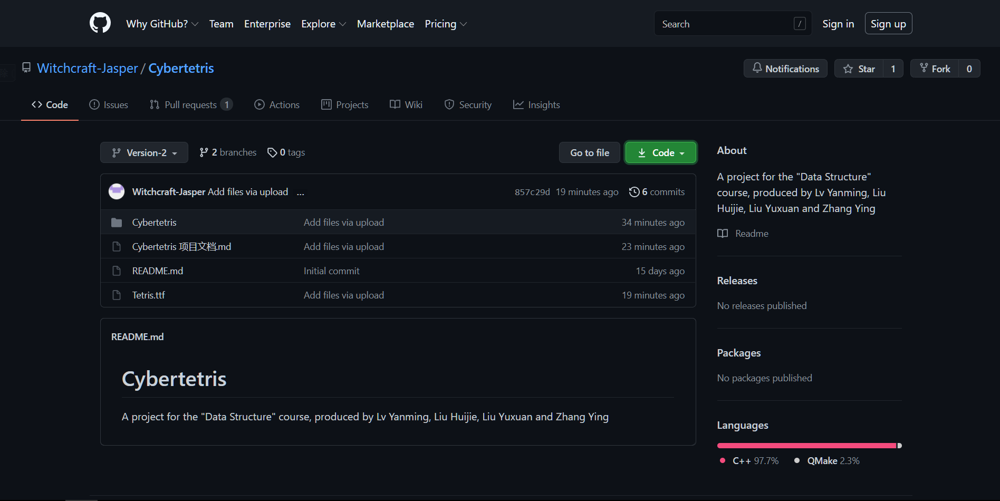 Why GitHub? Team Enterprise Explore Marketplace Pricing Search / Sign in Sign up
Witchcraft-Jasper / Cybertetris Notifications Star 1 Fork 0
<> Code Issues Pull requests 1 Actions Projects Wiki Security Insights
Version-2 2 branches 0 tags Go to file Code
Witchcraft-Jasper Add files via upload ... 857c29d 19 minutes ago 6 commits
Cybertetris Add files via upload 34 minutes ago
Cybertetris 项目文档.md Add files via upload 23 minutes ago
README.md Initial commit 15 days ago
Tetris.ttf Add files via upload 19 minutes ago
README.md
Cybertetris
A project for the "Data Structure" course, produced by Lv Yanming, Liu Huijie, Liu Yuxuan and Zhang Ying
About
A project for the "Data Structure"
course, produced by Lv Yanming, Liu
Huijie, Liu Yuxuan and Zhang Ying
Readme
Releases
No releases published
Packages
No packages published
Languages
C++ 97.7% QMake 2.3%